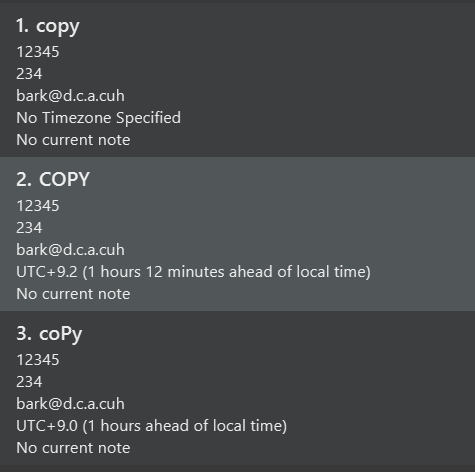 1. copy
12345
234
bark@d.c.a.cuh
No Timezone Specified
No current note
2. COPY
12345
234
bark@d.c.a.cuh
UTC+9.2 (1 hours 12 minutes ahead of local time)
No current note
3. coPy
12345
234
bark@d.c.a.cuh
UTC+9.0 (1 hours ahead of local time)
No current note